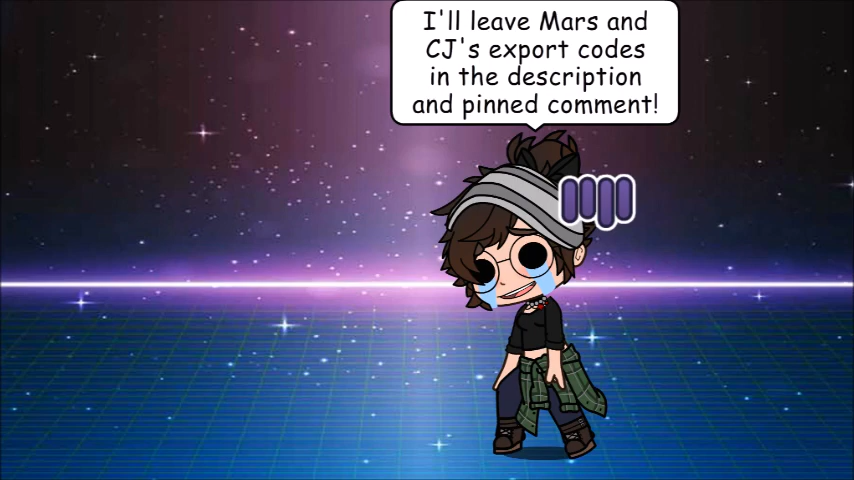 I'll leave Mars and
CJ's export codes
in the description
and pinned comment!